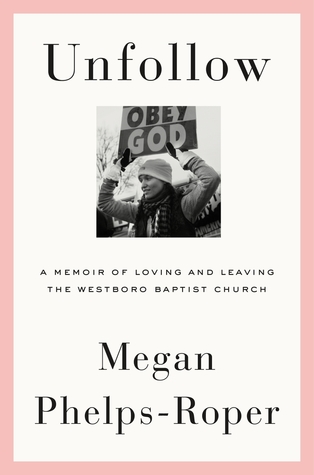 Unfollow
OBEY
GOD
A MEMOIR OF LOVING AND LEAVING
THE WESTBORO BAPTIST CHURCH
Megan
Phelps-Roper